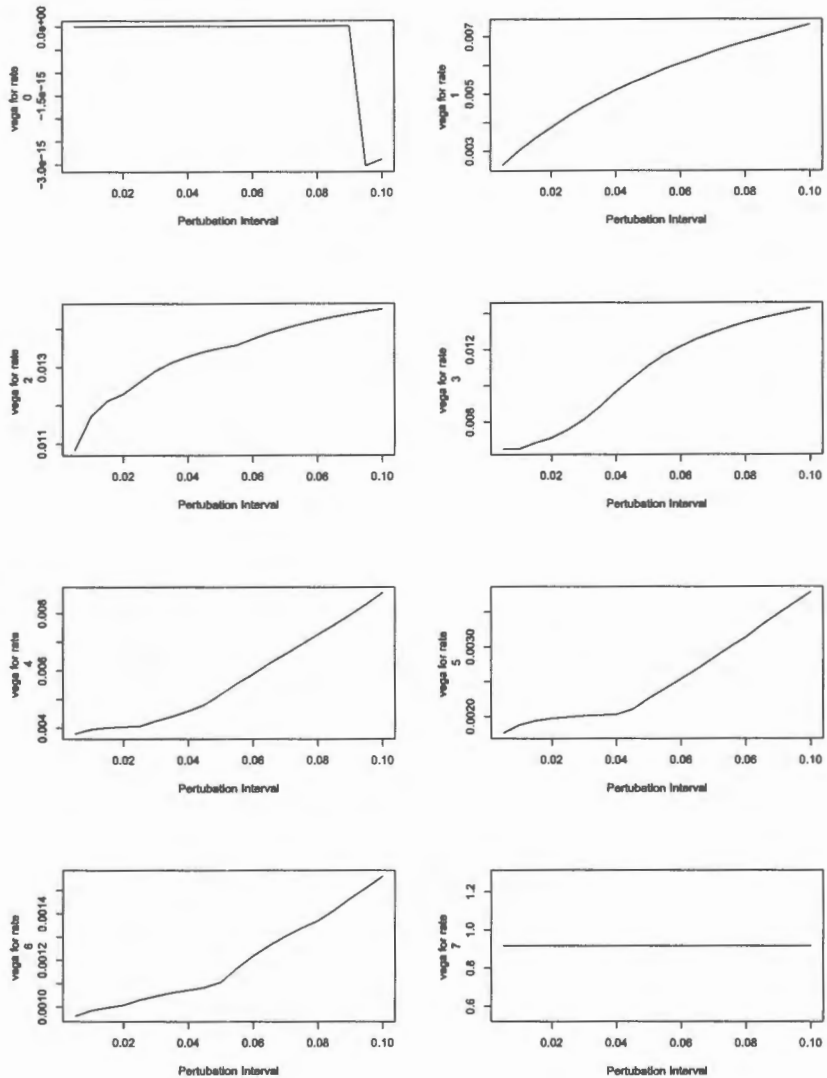 vega for rate
0
-3.0e-15 -1.5e-15 0.0e+00
0.02 0.04 0.06 0.08 0.10
Pertubation Interval
vega for rate
1
0.003 0.005 0.007
0.02 0.04 0.06 0.08 0.10
Pertubation Interval
vega for rate
2
0.011 0.013
0.02 0.04 0.06 0.08 0.10
Pertubation Interval
vega for rate
3
0.008 0.012
0.02 0.04 0.06 0.08 0.10
Pertubation Interval
vega for rate
4
0.004 0.006 0.008
0.02 0.04 0.06 0.08 0.10
Pertubation Interval
vega for rate
5
0.0020 0.0030
0.02 0.04 0.06 0.08 0.10
Pertubation Interval
vega for rate
6
0.0010 0.0012 0.0014
0.02 0.04 0.06 0.08 0.10
Pertubation Interval
vega for rate
7
0.6 0.8 1.0 1.2
0.02 0.04 0.06 0.08 0.10
Pertubation Interval